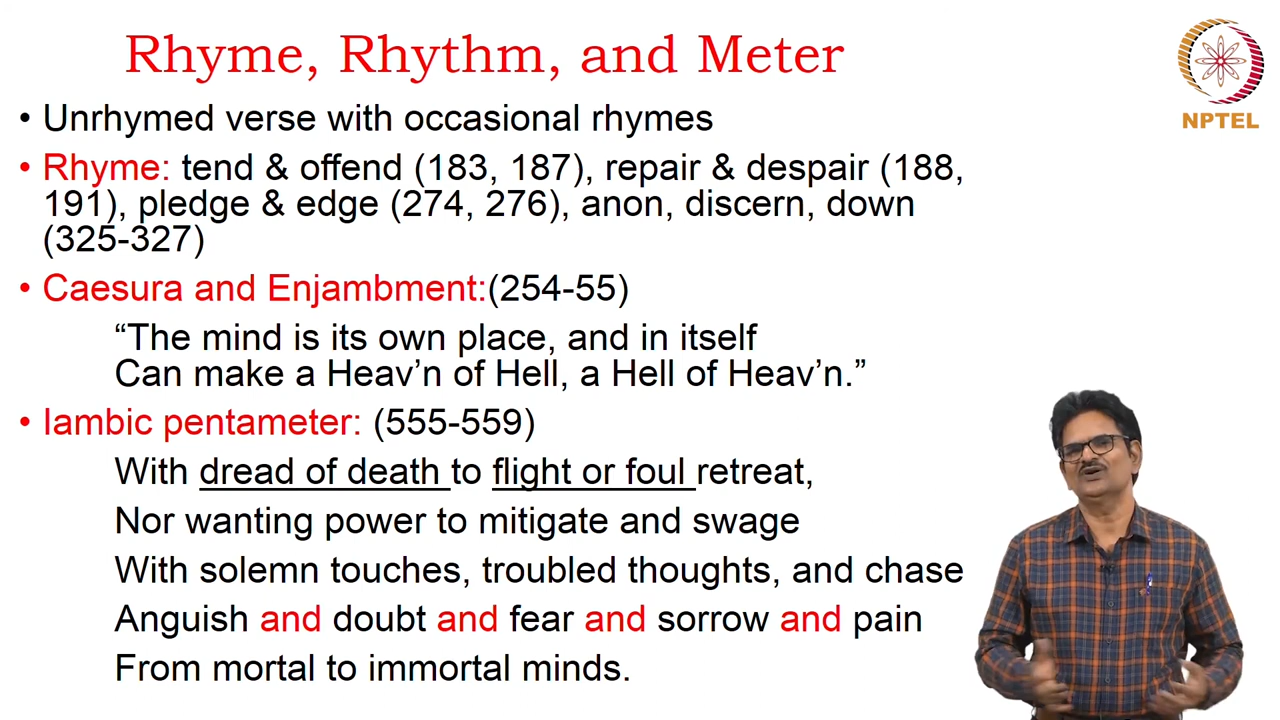 Rhyme, Rhythm, and Meter
NPTEL
• Unrhymed verse with occasional rhymes
• Rhyme: tend & offend (183, 187), repair & despair (188,
191), pledge & edge (274, 276), anon, discern, down
(325-327)
• Caesura and Enjambment:(254-55)
“The mind is its own place, and in itself
Can make a Heav’n of Hell, a Hell of Heav’n.”
• Iambic pentameter: (555-559)
With dread of death to flight or foul retreat,
Nor wanting power to mitigate and swage
With solemn touches, troubled thoughts, and chase
Anguish and doubt and fear and sorrow and pain
From mortal to immortal minds.